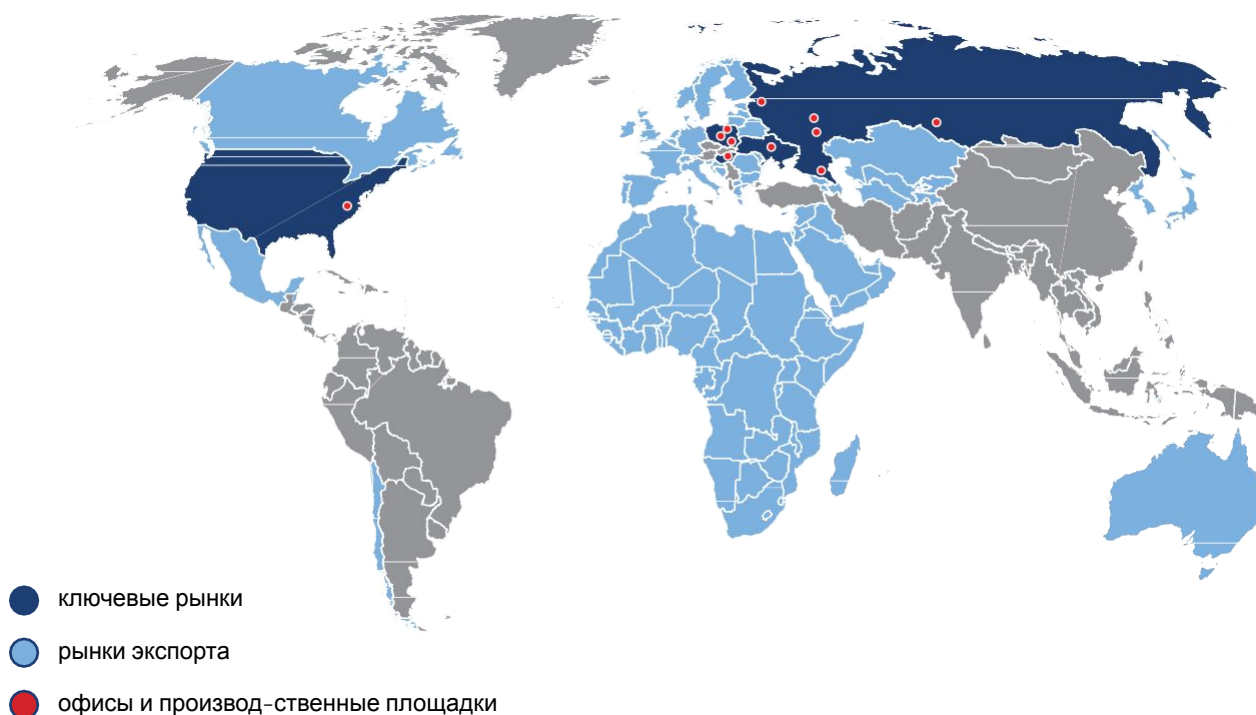 ключевые рынки
рынки экспорта
офисы и производ-ственные площадки